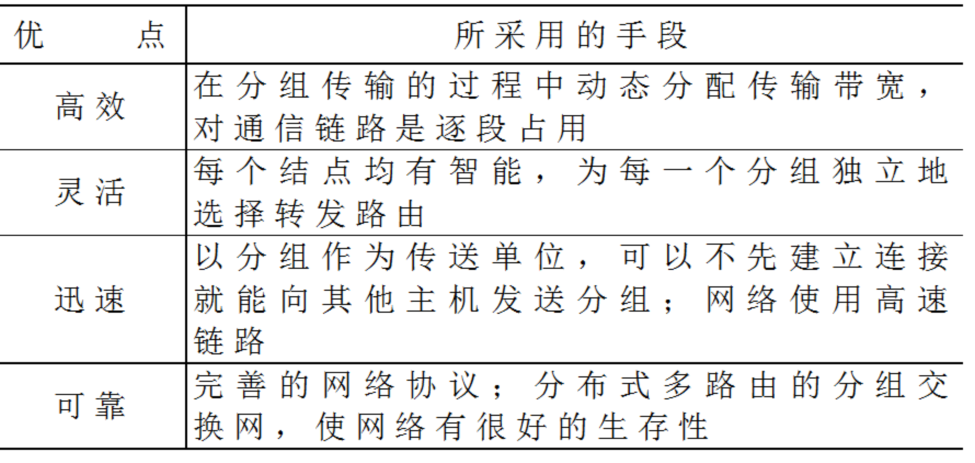 优 点 所采用的手段
高效 在分组传输的过程中动态分配传输带宽，
对通信链路是逐段占用
灵活 每个结点均有智能，为每一个分组独立地
选择转发路由
迅速 以分组作为传送单位，可以不先建立连接
就能向其他主机发送分组；网络使用高速
链路
可靠 完善的网络协议；分布式多路由的分组交
换网，使网络有很好的生存性